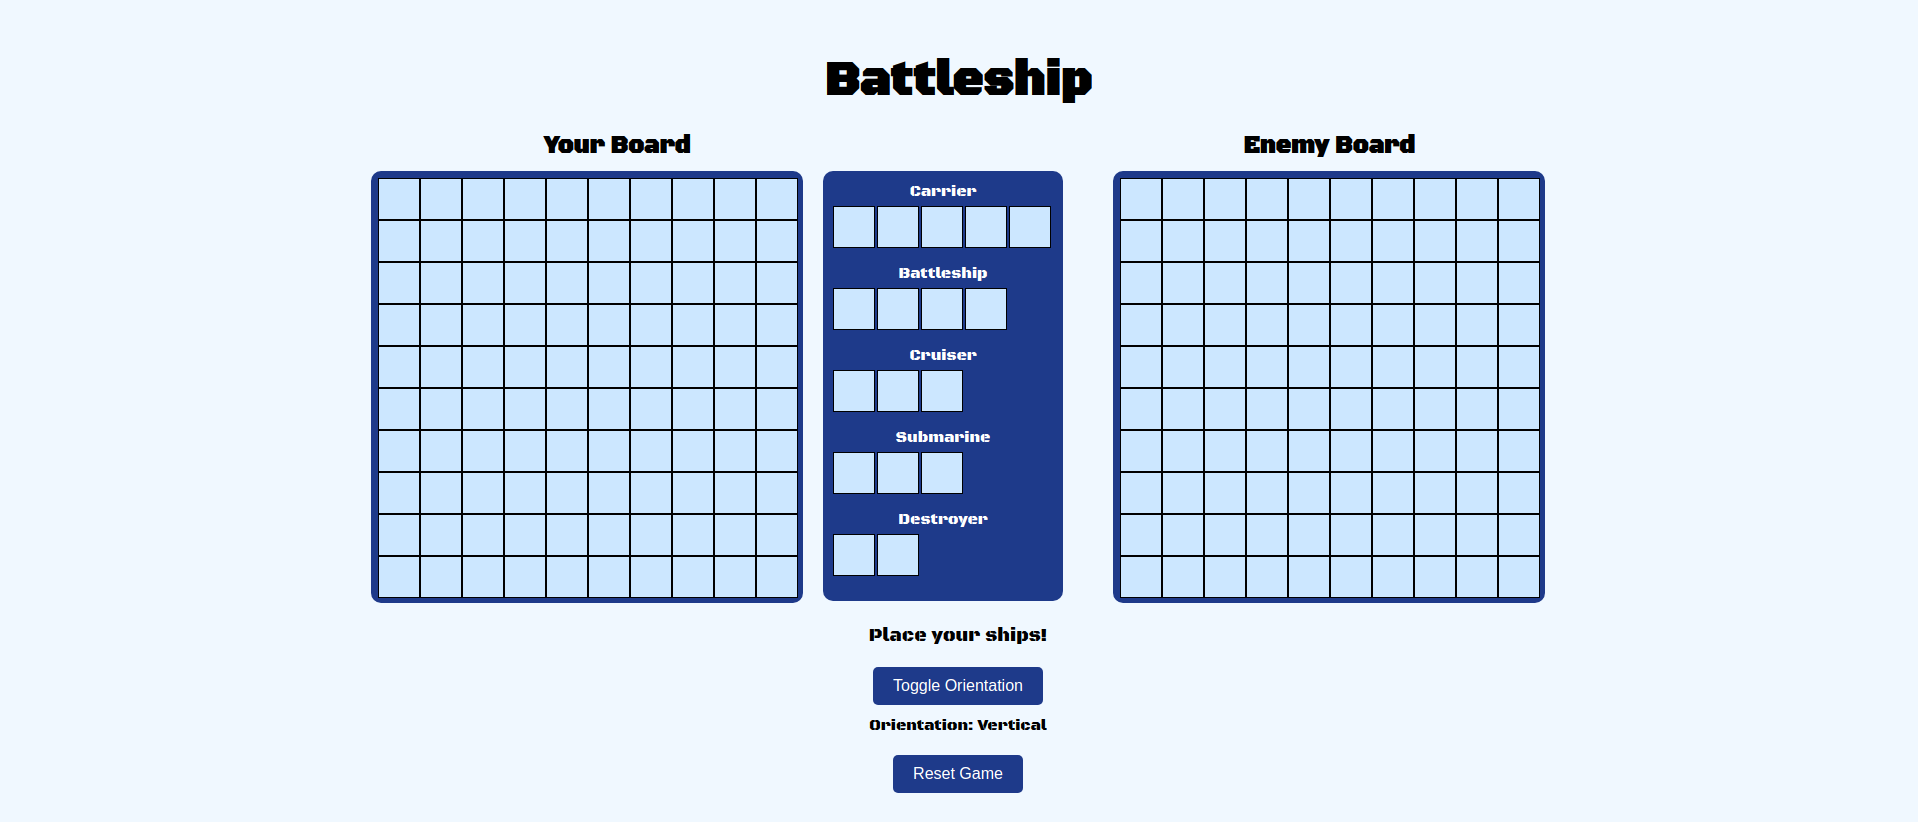 Battleship
Your Board
Enemy Board
Carrier
Battleship
Cruiser
Submarine
Destroyer
Place your ships!
Toggle Orientation
Orientation: Vertical
Reset Game